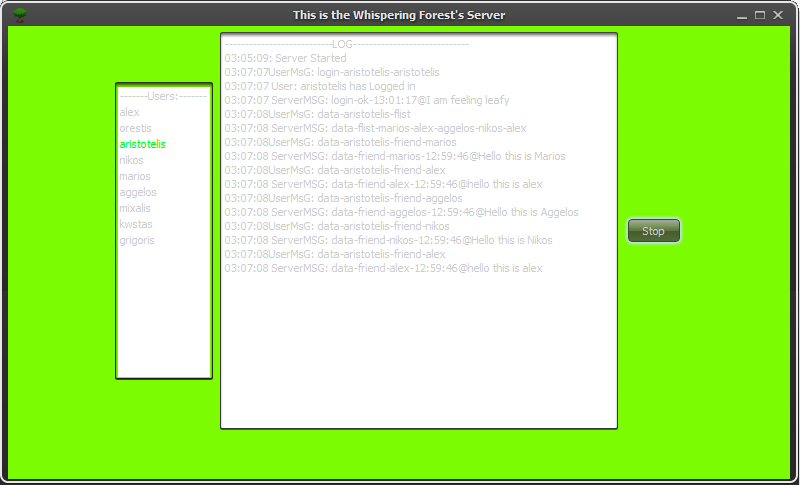 This is the Whispering Forest's Server
-------Users:-------
alex
orestis
aristotelis
nikos
marios
aggelos
mixalis
kwstas
grigoris
---------------------------LOG-----------------------------
03:05:09: Server Started
03:07:07UserMsG: login-aristotelis-aristotelis
03:07:07 User: aristotelis has Logged in
03:07:07 ServerMSG: login-ok-13:01:17@I am feeling leafy
03:07:08UserMsG: data-aristotelis-flist
03:07:08 ServerMSG: data-flist-marios-alex-aggelos-nikos-alex
03:07:08UserMsG: data-aristotelis-friend-marios
03:07:08 ServerMSG: data-friend-marios-12:59:46@Hello this is Marios
03:07:08UserMsG: data-aristotelis-friend-alex
03:07:08 ServerMSG: data-friend-alex-12:59:46@hello this is alex
03:07:08UserMsG: data-aristotelis-friend-aggelos
03:07:08 ServerMSG: data-friend-aggelos-12:59:46@Hello this is Aggelos
03:07:08UserMsG: data-aristotelis-friend-nikos
03:07:08 ServerMSG: data-friend-nikos-12:59:46@Hello this is Nikos
03:07:08UserMsG: data-aristotelis-friend-alex
03:07:08 ServerMSG: data-friend-alex-12:59:46@hello this is alex
Stop